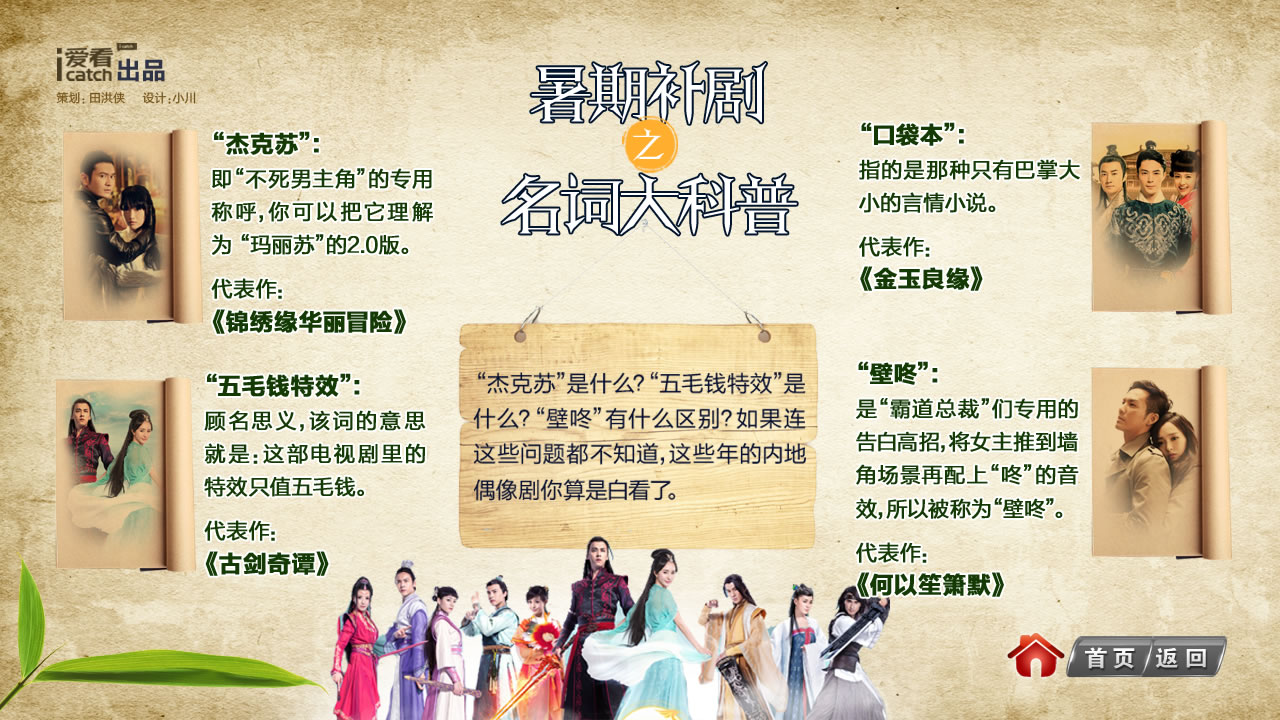 i爱看
catch 出品
策划：田洪侠 设计：小川
暑期补剧
之
名词大科普
“杰克苏”：
即“不死男主角”的专用
称呼,你可以把它理解
为 “玛丽苏”的2.0版。
代表作：
《锦绣缘华丽冒险》
“五毛钱特效”：
顾名思义,该词的意思
就是：这部电视剧里的
特效只值五毛钱。
代表作：
《古剑奇谭》
“杰克苏”是什么？“五毛钱特效”是
什么？“壁咚”有什么区别？如果连
这些问题都不知道,这些年的内地
偶像剧你算是白看了。
“口袋本”：
指的是那种只有巴掌大
小的言情小说。
代表作：
《金玉良缘》
“壁咚”：
是“霸道总裁”们专用的
告白高招,将女主推到墙
角场景再配上“咚”的音
效,所以被称为“壁咚”。
代表作：
《何以笙箫默》
首页 返回